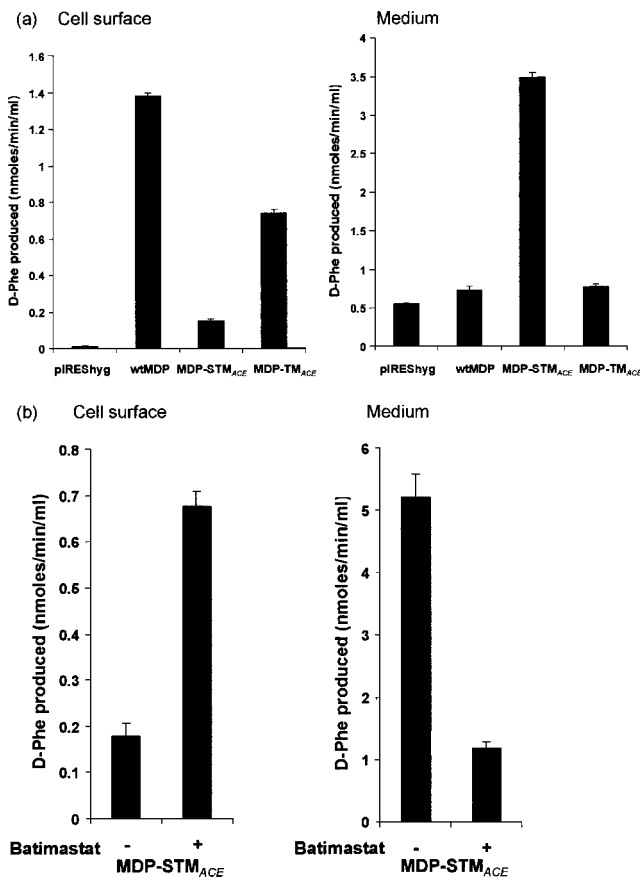 (a) Cell surface
D-Phe produced (nmoles/min/ml)
1.6
1.4
1.2
1
0.8
0.6
0.4
0.2
0
pIREShyg wtMDP MDP-STMACE MDP-TMACE
Medium
D-Phe produced (nmoles/min/ml)
4
3.5
3
2.5
2
1.5
1
0.5
0
pIREShyg wtMDP MDP-STMACE MDP-TMACE
(b) Cell surface
D-Phe produced (nmoles/min/ml)
0.8
0.7
0.6
0.5
0.4
0.3
0.2
0.1
0
Batimastat - +
MDP-STMACE
Medium
D-Phe produced (nmoles/min/ml)
6
5
4
3
2
1
0
Batimastat - +
MDP-STMACE